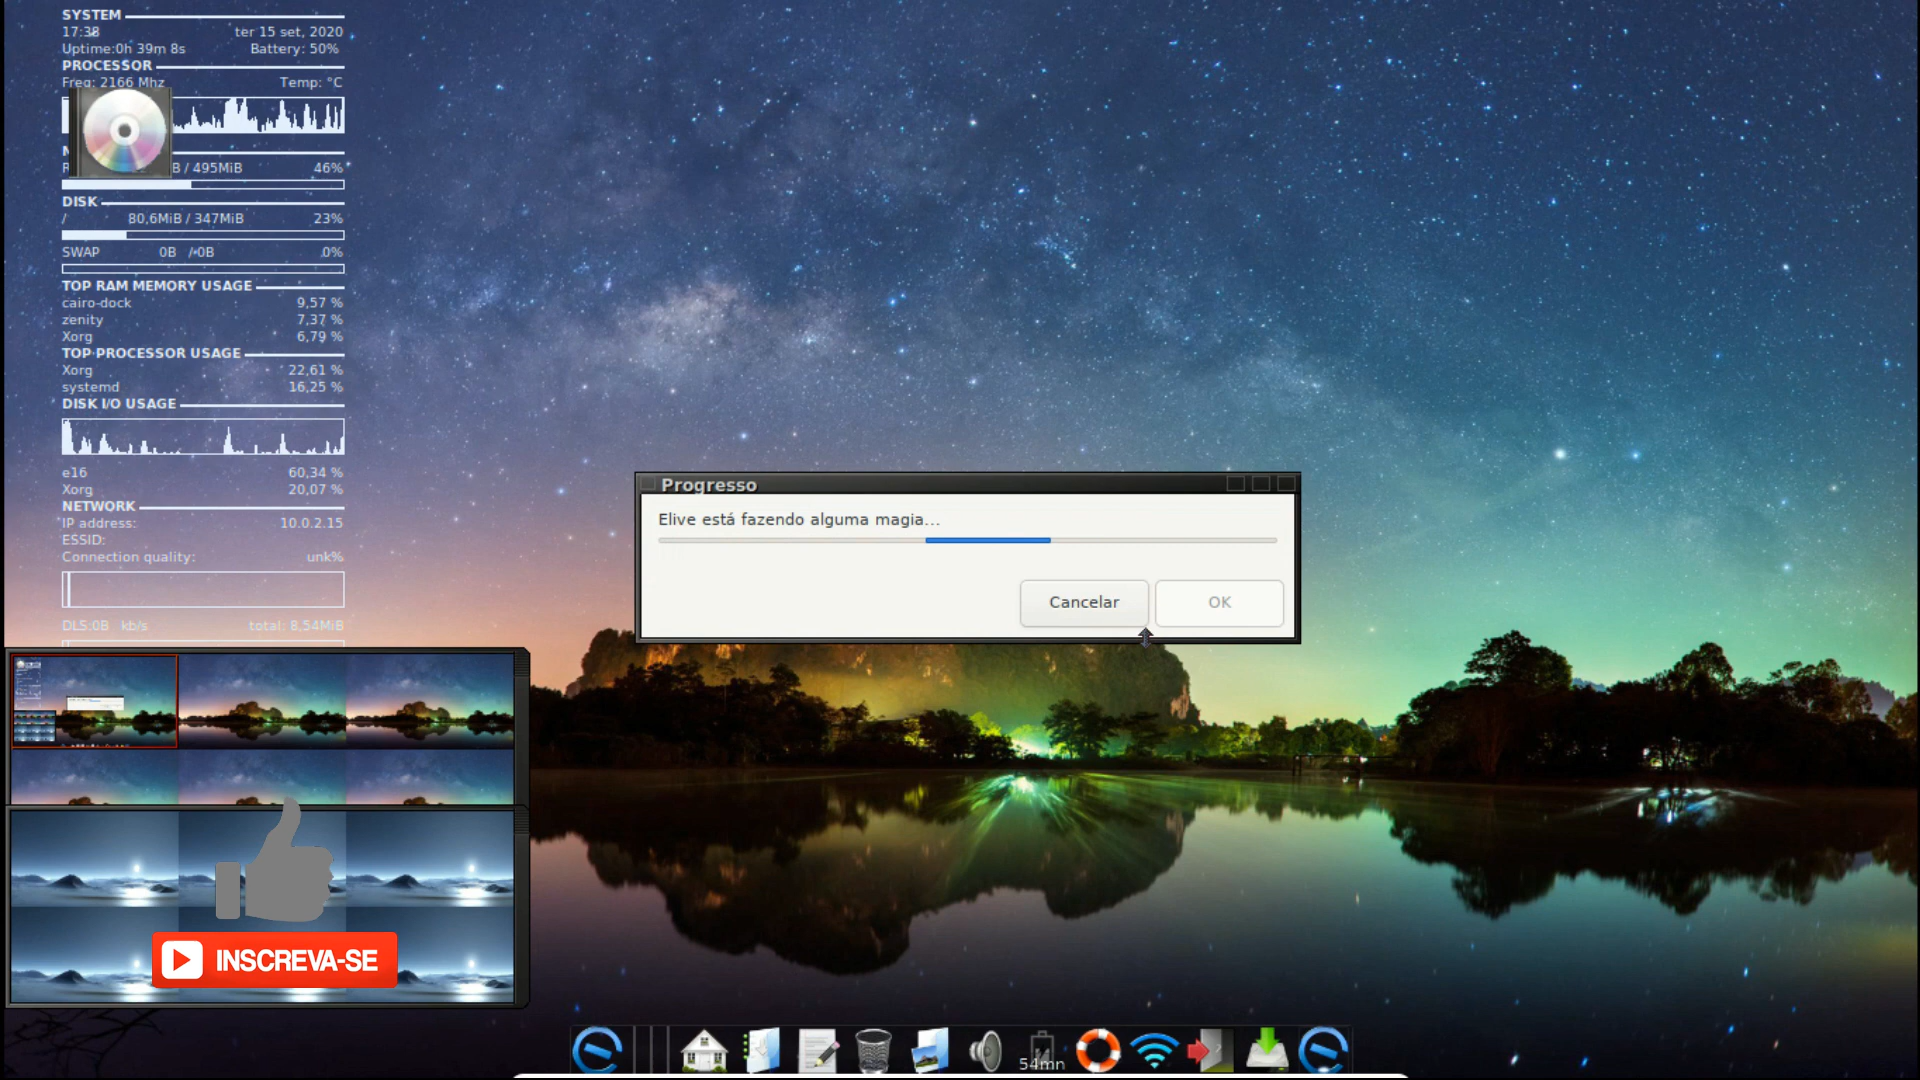 SYSTEM
17:38 ter 15 set, 2020
Uptime:0h 39m 8s Battery: 50%
PROCESSOR
Freq: 2166 Mhz Temp: °C
B / 495MiB 46%
DISK
/ 80,6MiB / 347MiB 23%
SWAP 0B / 0B 0%
TOP RAM MEMORY USAGE
cairo-dock 9,57 %
zenity 7,37 %
Xorg 6,79 %
TOP PROCESSOR USAGE
Xorg 22,61 %
systemd 16,25 %
DISK I/O USAGE
e16 60,34 %
Xorg 20,07 %
NETWORK
IP address: 10.0.2.15
ESSID:
Connection quality: unk%
DLS:0B kb/s total: 8,54MiB
Progresso
Elive está fazendo alguma magia...
Cancelar OK
INSCREVA-SE
54mn